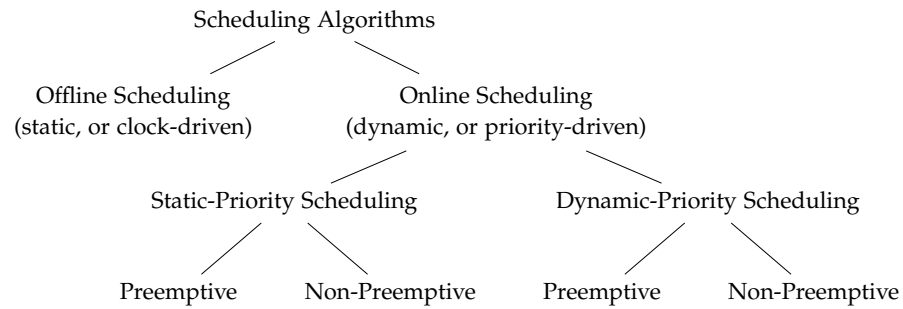 Scheduling Algorithms
Offline Scheduling
(static, or clock-driven)
Online Scheduling
(dynamic, or priority-driven)
Static-Priority Scheduling
Dynamic-Priority Scheduling
Preemptive
Non-Preemptive
Preemptive
Non-Preemptive